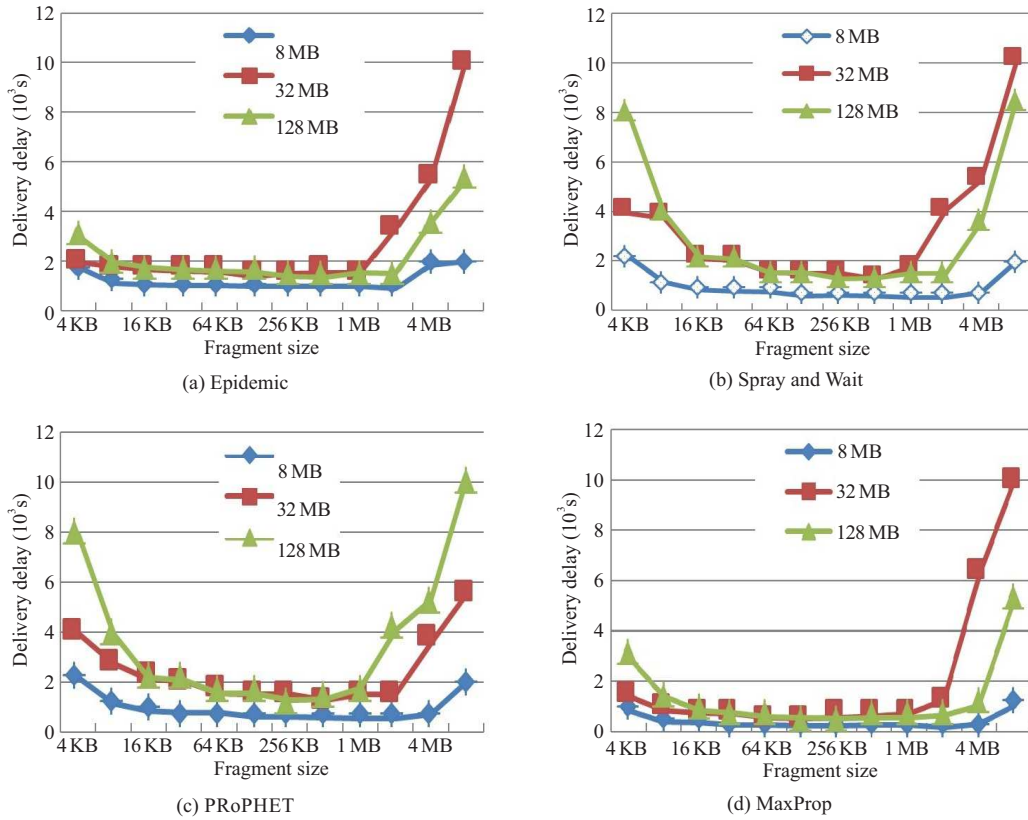 12
10
8
6
4
2
0
Delivery delay (10³ s)
8 MB
32 MB
128 MB
4 KB 16 KB 64 KB 256 KB 1 MB 4 MB
Fragment size
(a) Epidemic
12
10
8
6
4
2
0
Delivery delay (10³ s)
8 MB
32 MB
128 MB
4 KB 16 KB 64 KB 256 KB 1 MB 4 MB
Fragment size
(b) Spray and Wait
12
10
8
6
4
2
0
Delivery delay (10³ s)
8 MB
32 MB
128 MB
4 KB 16 KB 64 KB 256 KB 1 MB 4 MB
Fragment size
(c) PRoPHET
12
10
8
6
4
2
0
Delivery delay (10³ s)
8 MB
32 MB
128 MB
4 KB 16 KB 64 KB 256 KB 1 MB 4 MB
Fragment size
(d) MaxProp